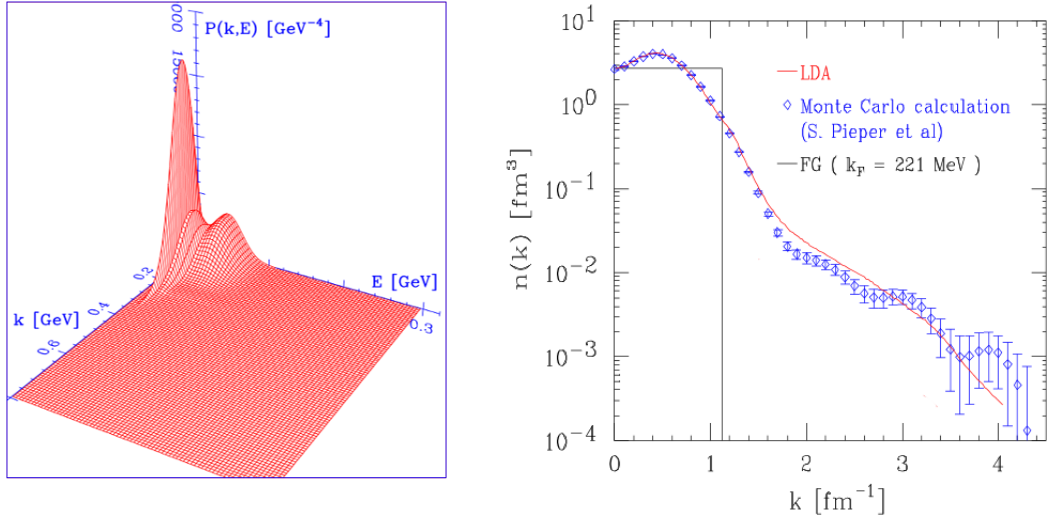 P(k,E) [GeV⁻⁴]
E [GeV]
0.3
k [GeV]
0.2
0.4
0.6
10¹
10⁰
10⁻¹
10⁻²
10⁻³
10⁻⁴
n(k) [fm³]
LDA
Monte Carlo calculation
(S. Pieper et al)
FG ( k_F = 221 MeV )
0 1 2 3 4
k [fm⁻¹]